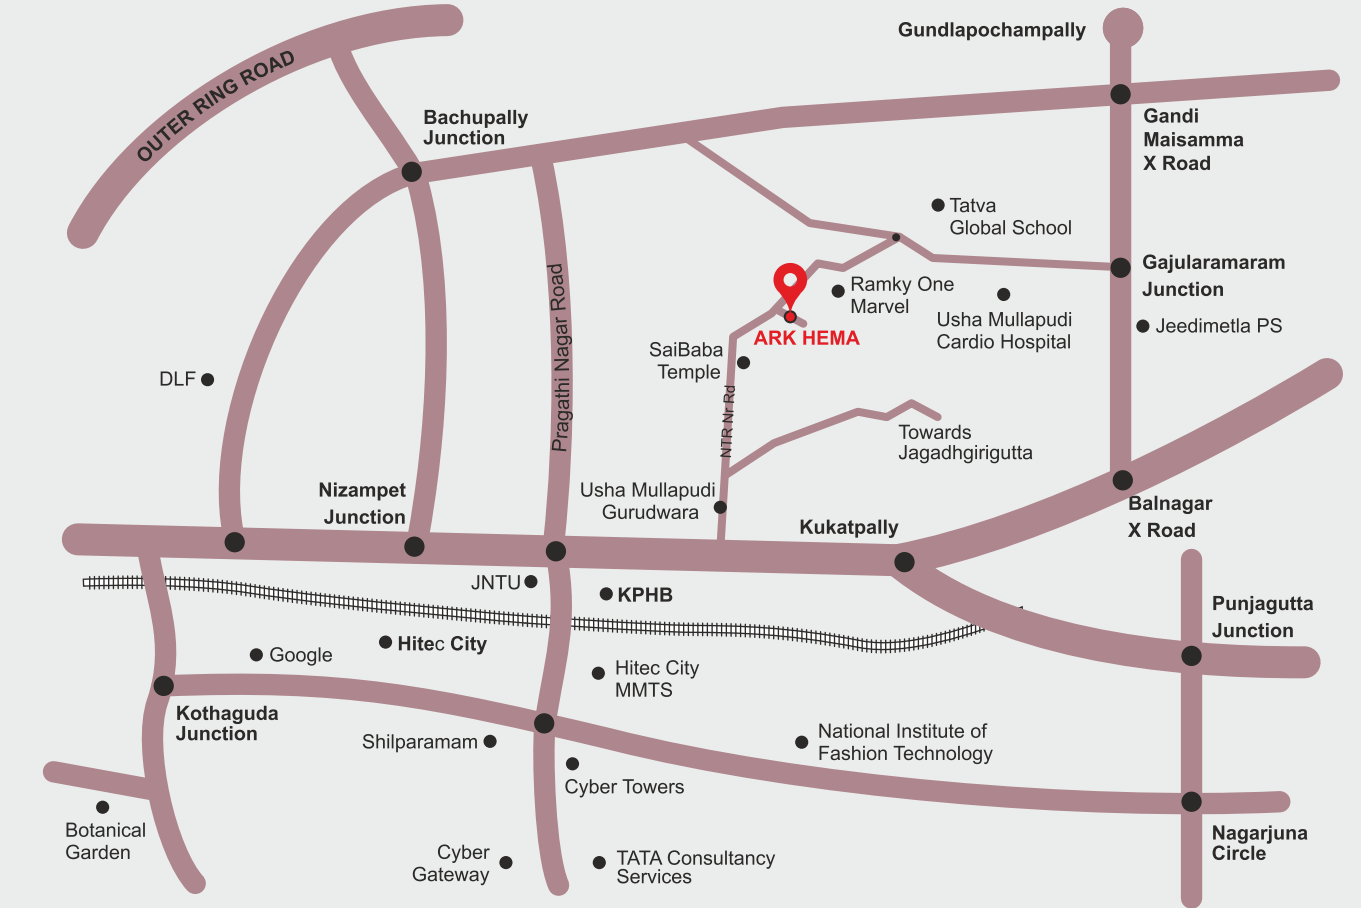 Gundlapochampally
OUTER RING ROAD
Bachupally
Junction
Gandi
Maisamma
X Road
Tatva
Global School
Gajularamaram
Junction
Ramky One
Marvel
Usha Mullapudi
Cardio Hospital
Jeedimetla PS
ARK HEMA
SaiBaba
Temple
Pragathi Nagar Road
DLF
NTR Nr Rd
Towards
Jagadhgirigutta
Nizampet
Junction
Usha Mullapudi
Gurudwara
Kukatpally
Balnagar
X Road
JNTU
KPHB
Punjagutta
Junction
Hitec City
Google
Hitec City
MMTS
Kothaguda
Junction
Shilparamam
National Institute of
Fashion Technology
Cyber Towers
Botanical
Garden
Nagarjuna
Circle
Cyber
Gateway
TATA Consultancy
Services